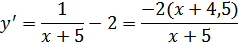 y′ = 1/(x + 5) − 2 = −2(x + 4,5)/(x + 5)